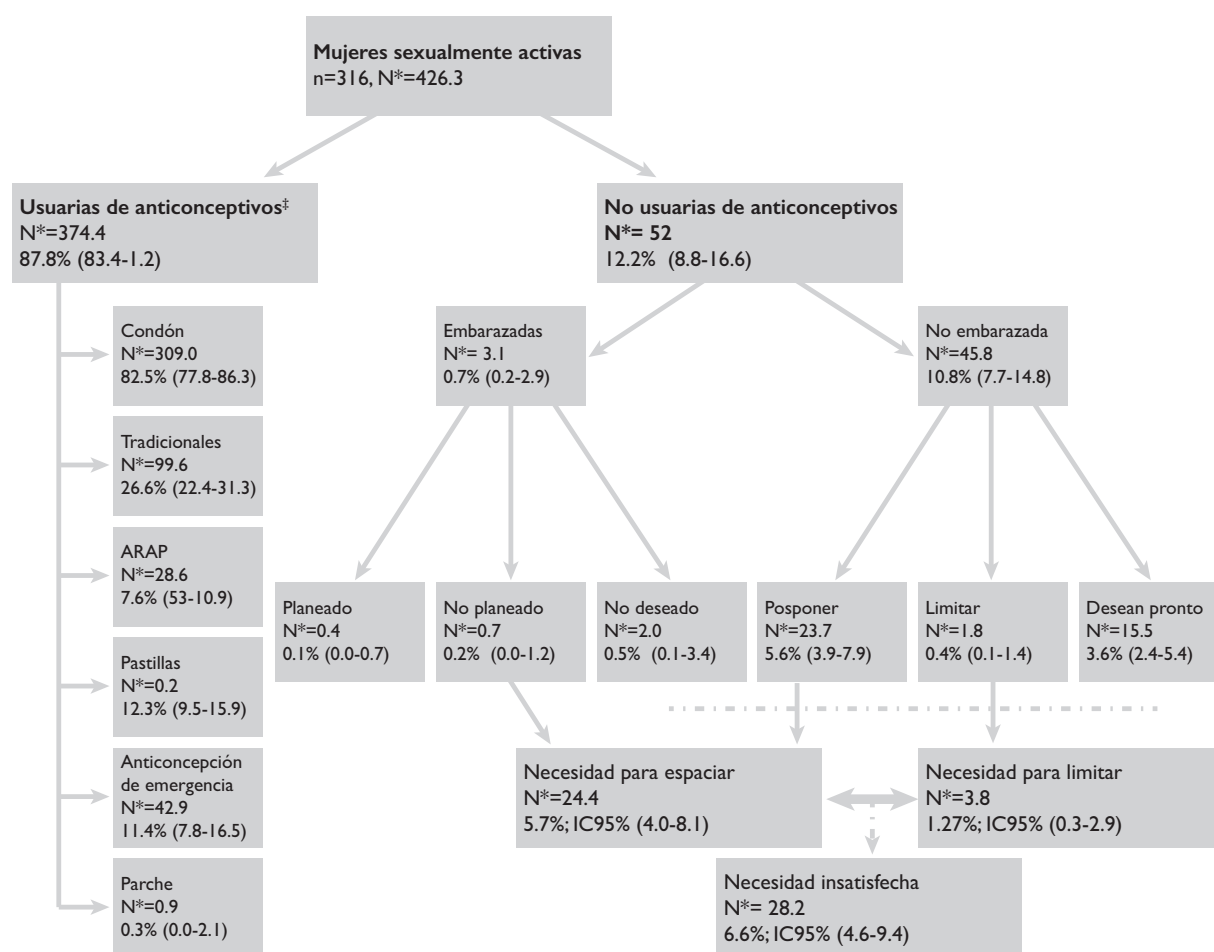 Mujeres sexualmente activas
n=316, N*=426.3
Usuarias de anticonceptivos‡
N*=374.4
87.8% (83.4-1.2)
No usuarias de anticonceptivos
N*= 52
12.2% (8.8-16.6)
Condón
N*=309.0
82.5% (77.8-86.3)
Tradicionales
N*=99.6
26.6% (22.4-31.3)
ARAP
N*=28.6
7.6% (53-10.9)
Pastillas
N*=0.2
12.3% (9.5-15.9)
Anticoncepción
de emergencia
N*=42.9
11.4% (7.8-16.5)
Parche
N*=0.9
0.3% (0.0-2.1)
Embarazadas
N*= 3.1
0.7% (0.2-2.9)
No embarazada
N*=45.8
10.8% (7.7-14.8)
Planeado
N*=0.4
0.1% (0.0-0.7)
No planeado
N*=0.7
0.2% (0.0-1.2)
No deseado
N*=2.0
0.5% (0.1-3.4)
Posponer
N*=23.7
5.6% (3.9-7.9)
Limitar
N*=1.8
0.4% (0.1-1.4)
Desean pronto
N*=15.5
3.6% (2.4-5.4)
Necesidad para espaciar
N*=24.4
5.7%; IC95% (4.0-8.1)
Necesidad para limitar
N*=3.8
1.27%; IC95% (0.3-2.9)
Necesidad insatisfecha
N*= 28.2
6.6%; IC95% (4.6-9.4)